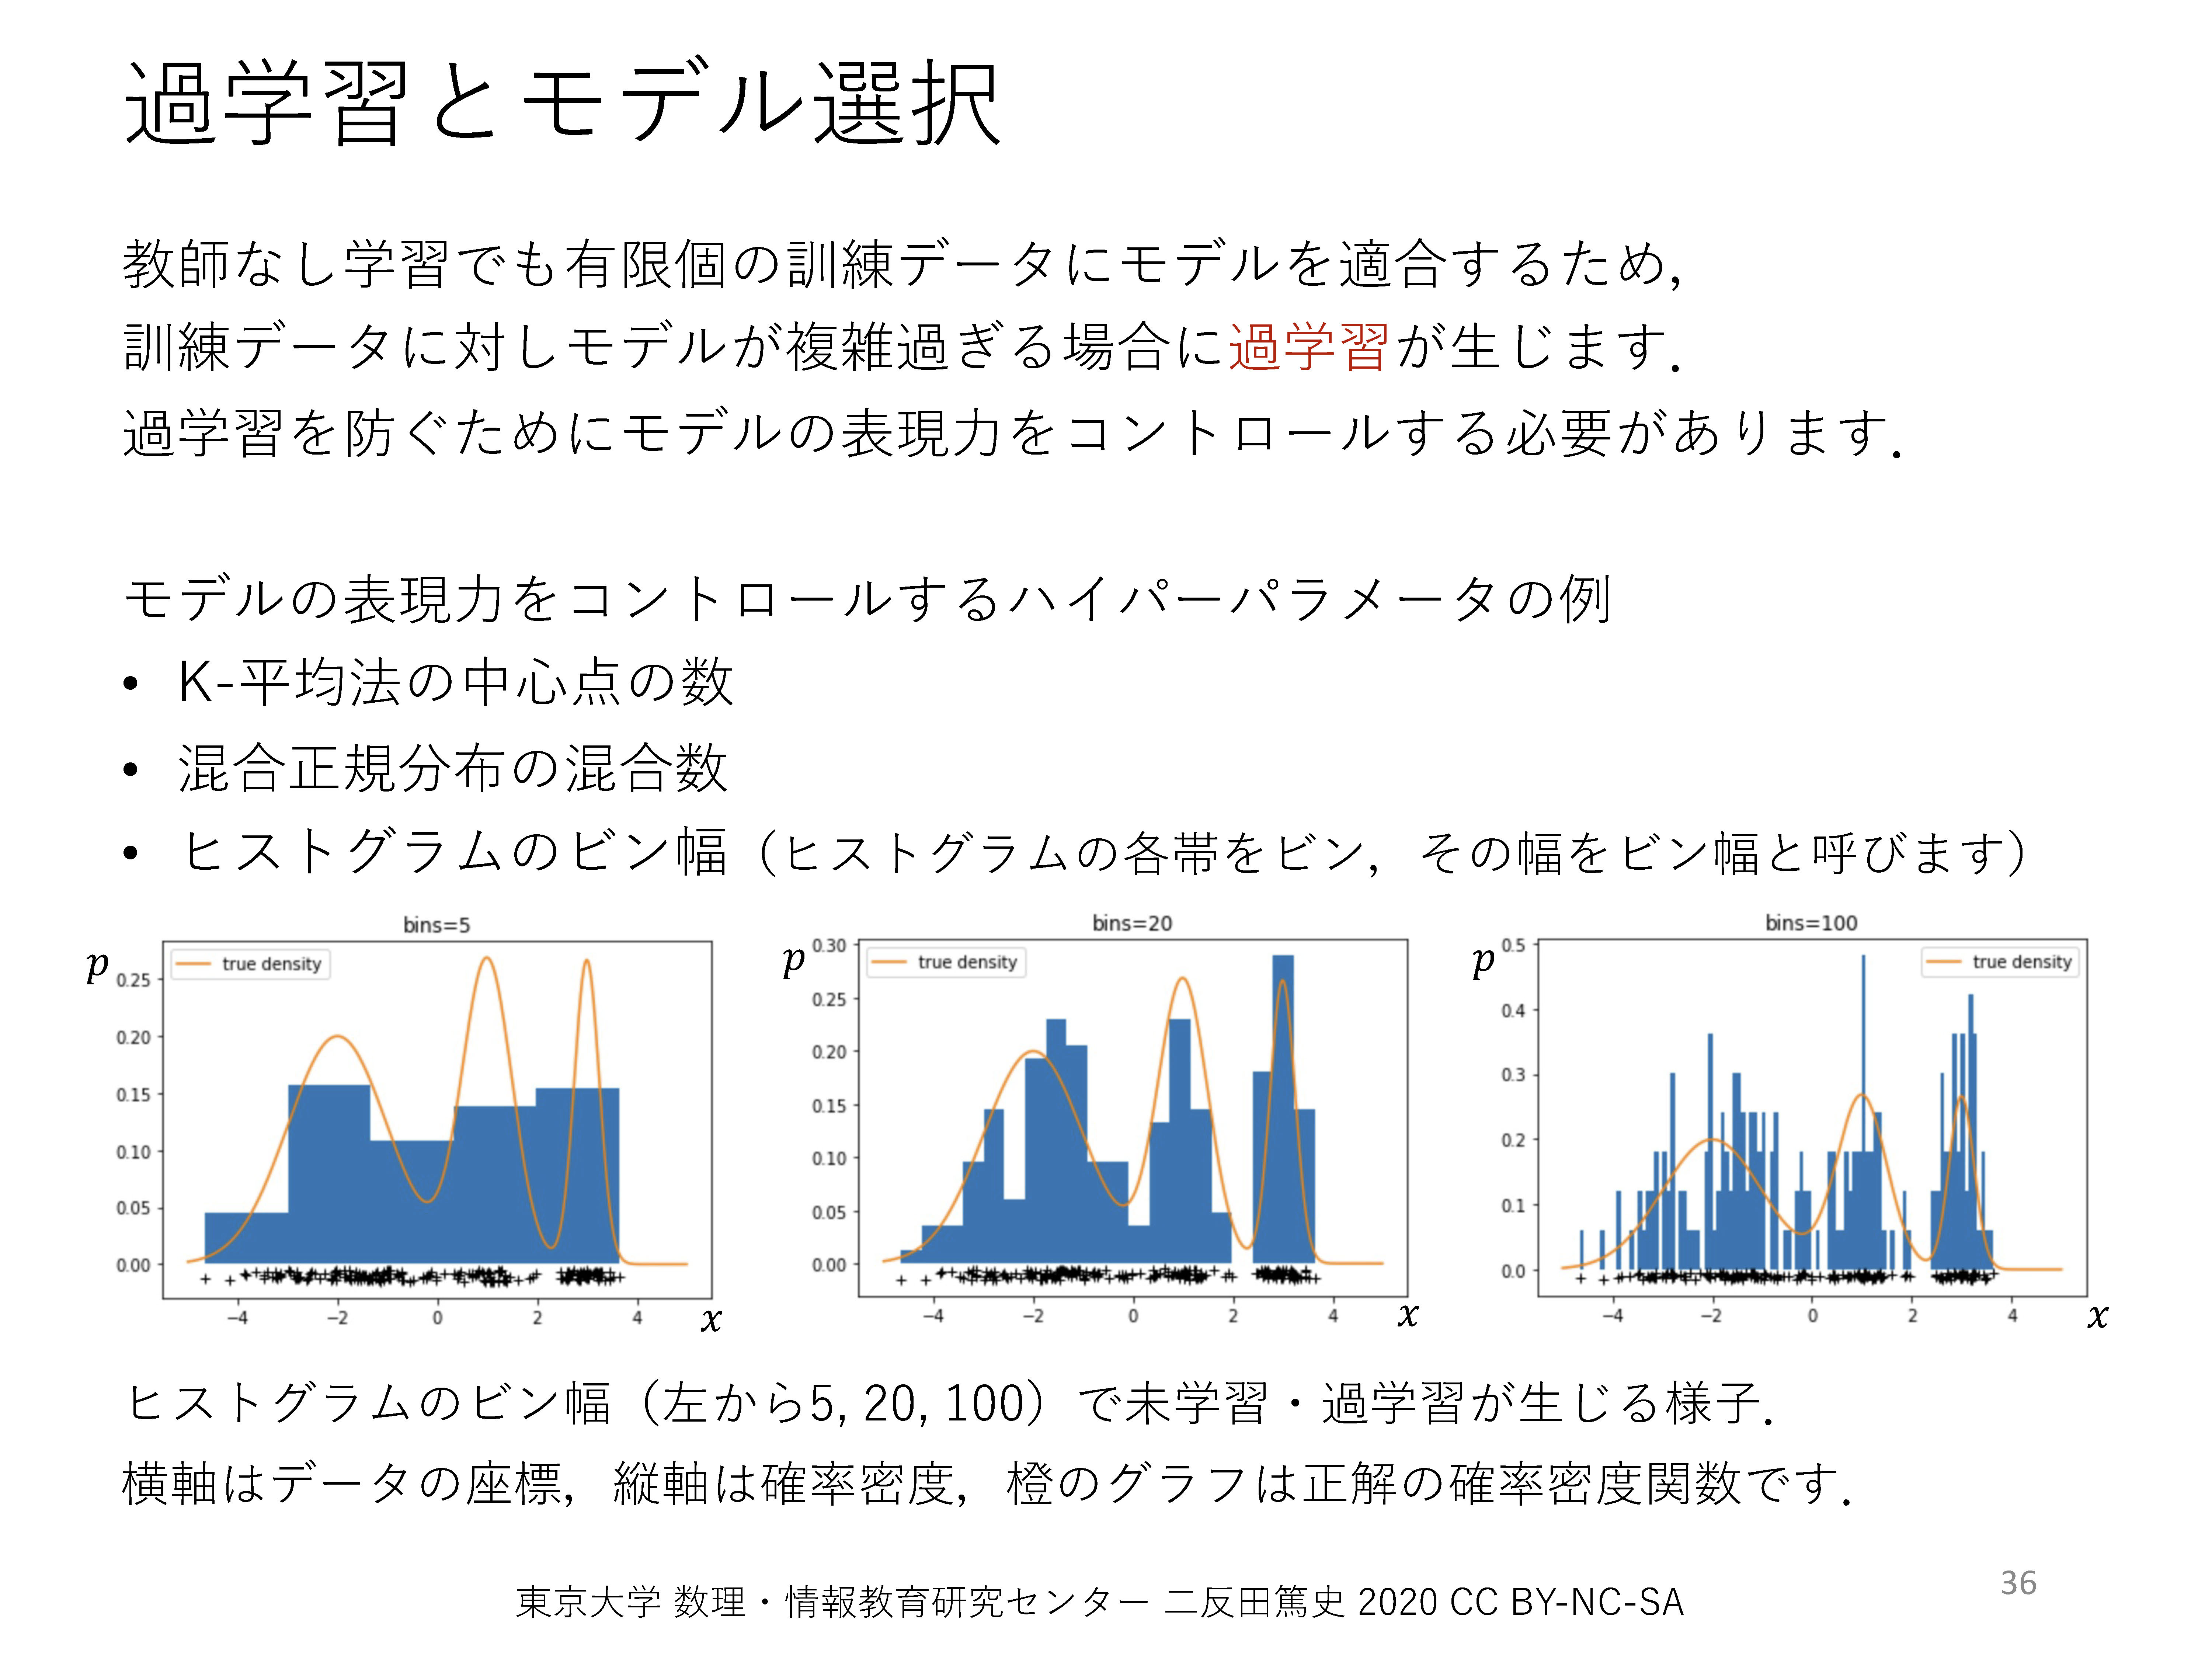 過学習とモデル選択
教師なし学習でも有限個の訓練データにモデルを適合するため，
訓練データに対しモデルが複雑過ぎる場合に過学習が生じます．
過学習を防ぐためにモデルの表現力をコントロールする必要があります．
モデルの表現力をコントロールするハイパーパラメータの例
• K-平均法の中心点の数
• 混合正規分布の混合数
• ヒストグラムのビン幅（ヒストグラムの各帯をビン，その幅をビン幅と呼びます）
bins=5
p
true density
0.25
0.20
0.15
0.10
0.05
0.00
−4 −2 0 2 4
x
bins=20
p
true density
0.30
0.25
0.20
0.15
0.10
0.05
0.00
−4 −2 0 2 4
x
bins=100
p
true density
0.5
0.4
0.3
0.2
0.1
0.0
−4 −2 0 2 4
x
ヒストグラムのビン幅（左から5, 20, 100）で未学習・過学習が生じる様子．
横軸はデータの座標，縦軸は確率密度，橙のグラフは正解の確率密度関数です．
東京大学 数理・情報教育研究センター 二反田篤史 2020 CC BY-NC-SA
36